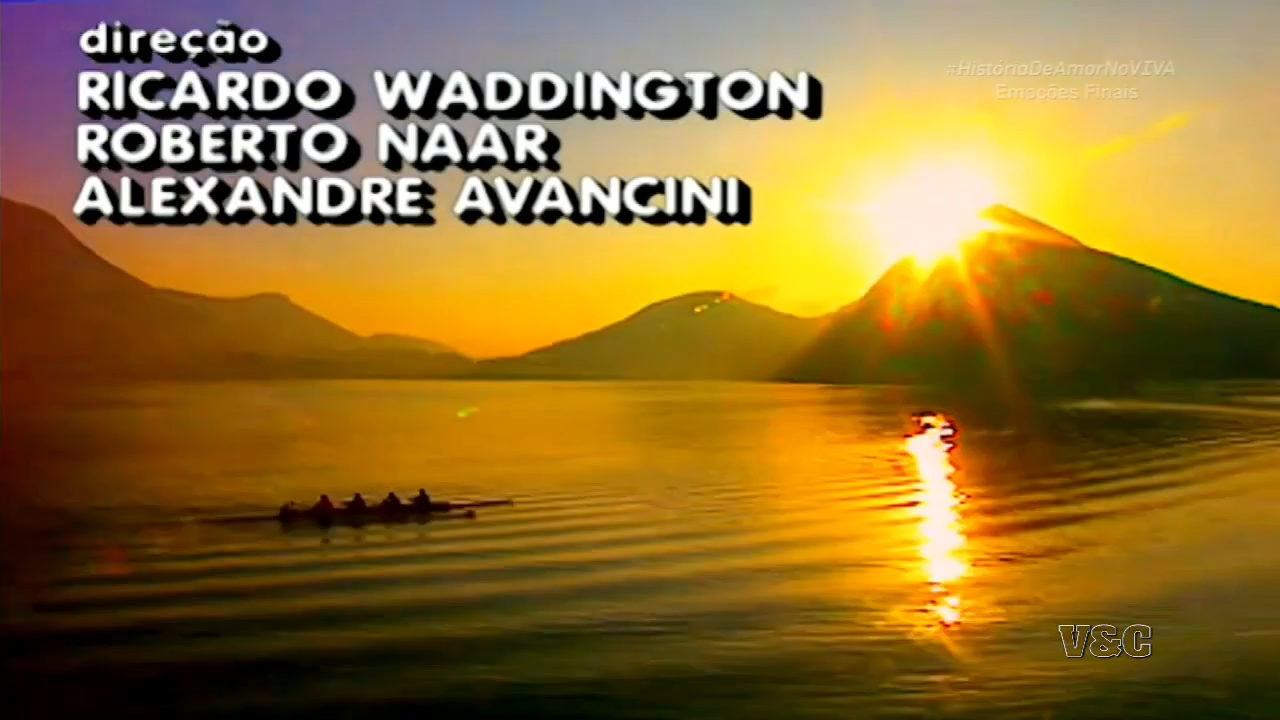 direção
RICARDO WADDINGTON
ROBERTO NAAR
ALEXANDRE AVANCINI
#HistóriaDeAmorNoVIVA
Emoções Finais
V&C